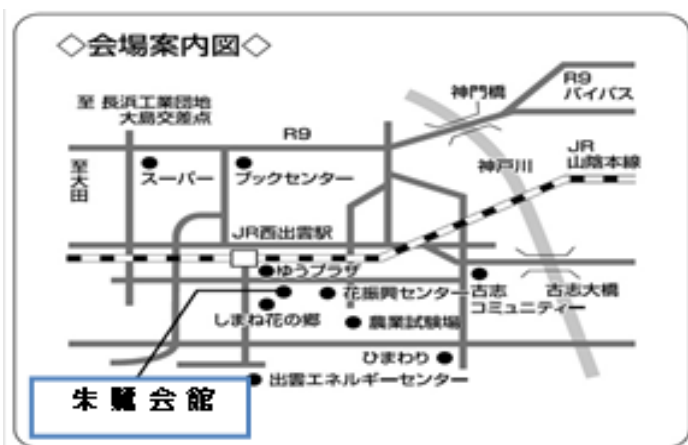 ◇会場案内図◇
至 長浜工業団地
大島交差点
R9
神門橋
R9
バイパス
至大田
スーパー
ブックセンター
神戸川
JR
山陰本線
JR西出雲駅
ゆうプラザ
花振興センター
古志
コミュニティー
古志大橋
しまね花の郷
農業試験場
ひまわり
出雲エネルギーセンター
朱鷺会館